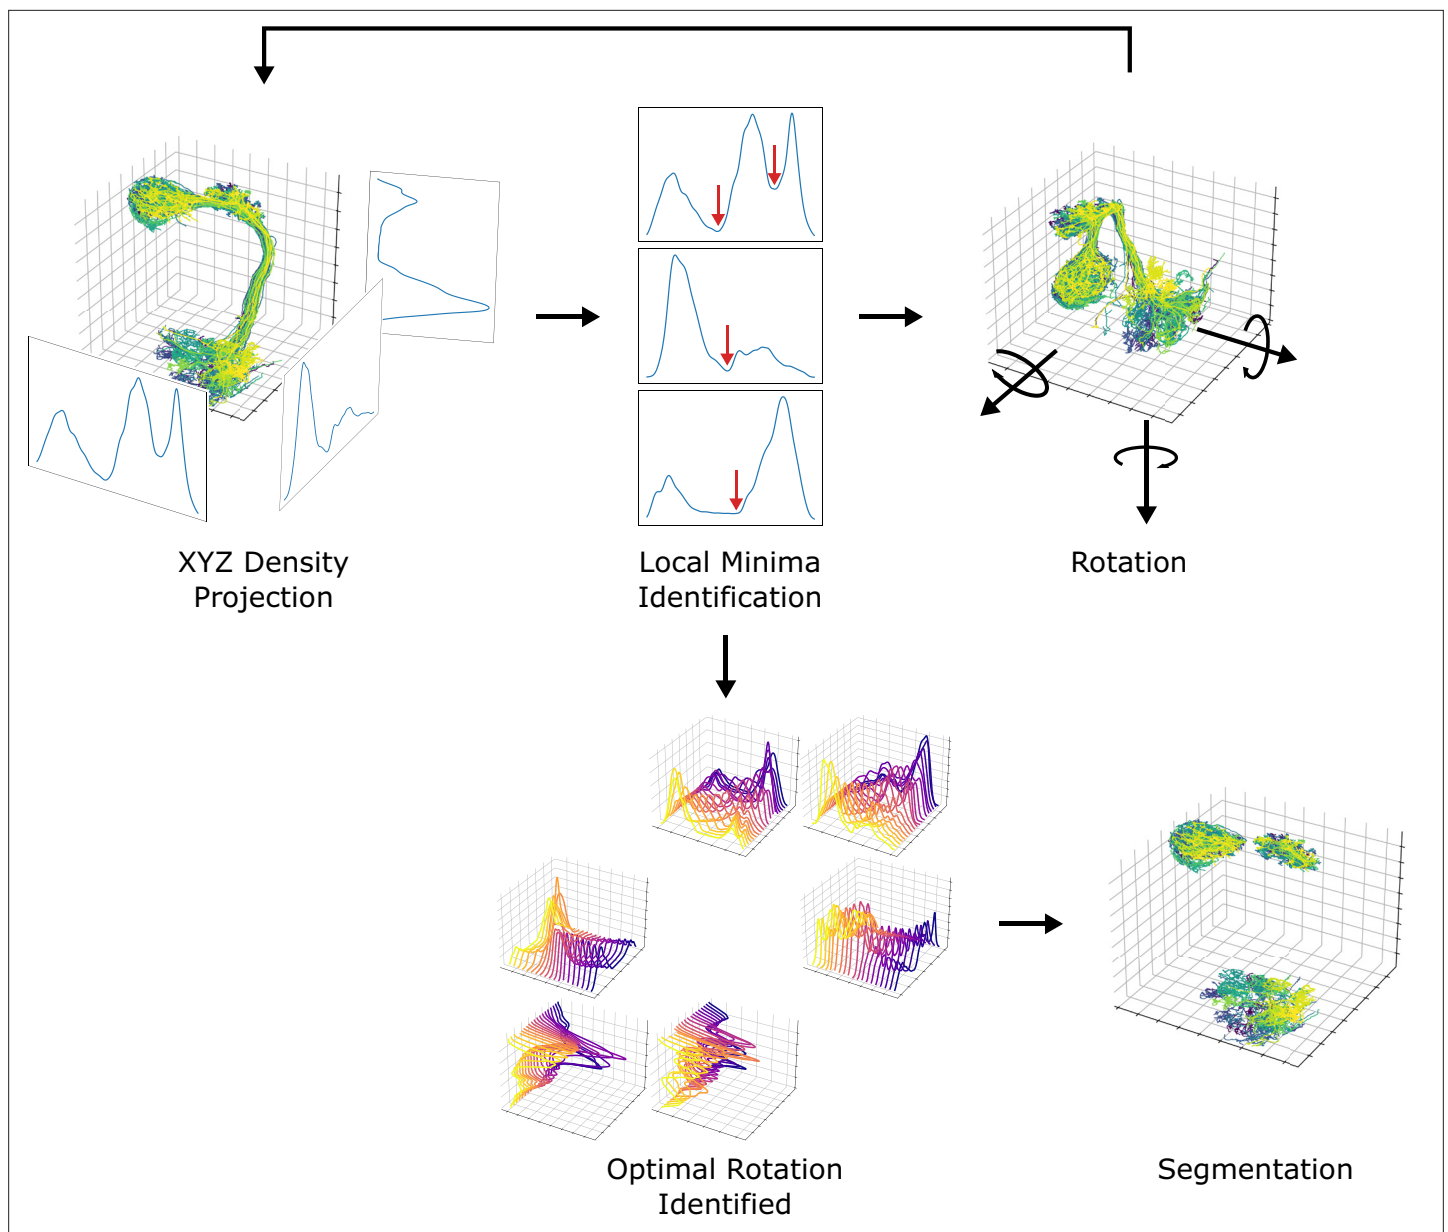 XYZ Density
Projection
Local Minima
Identification
Rotation
Optimal Rotation
Identified
Segmentation